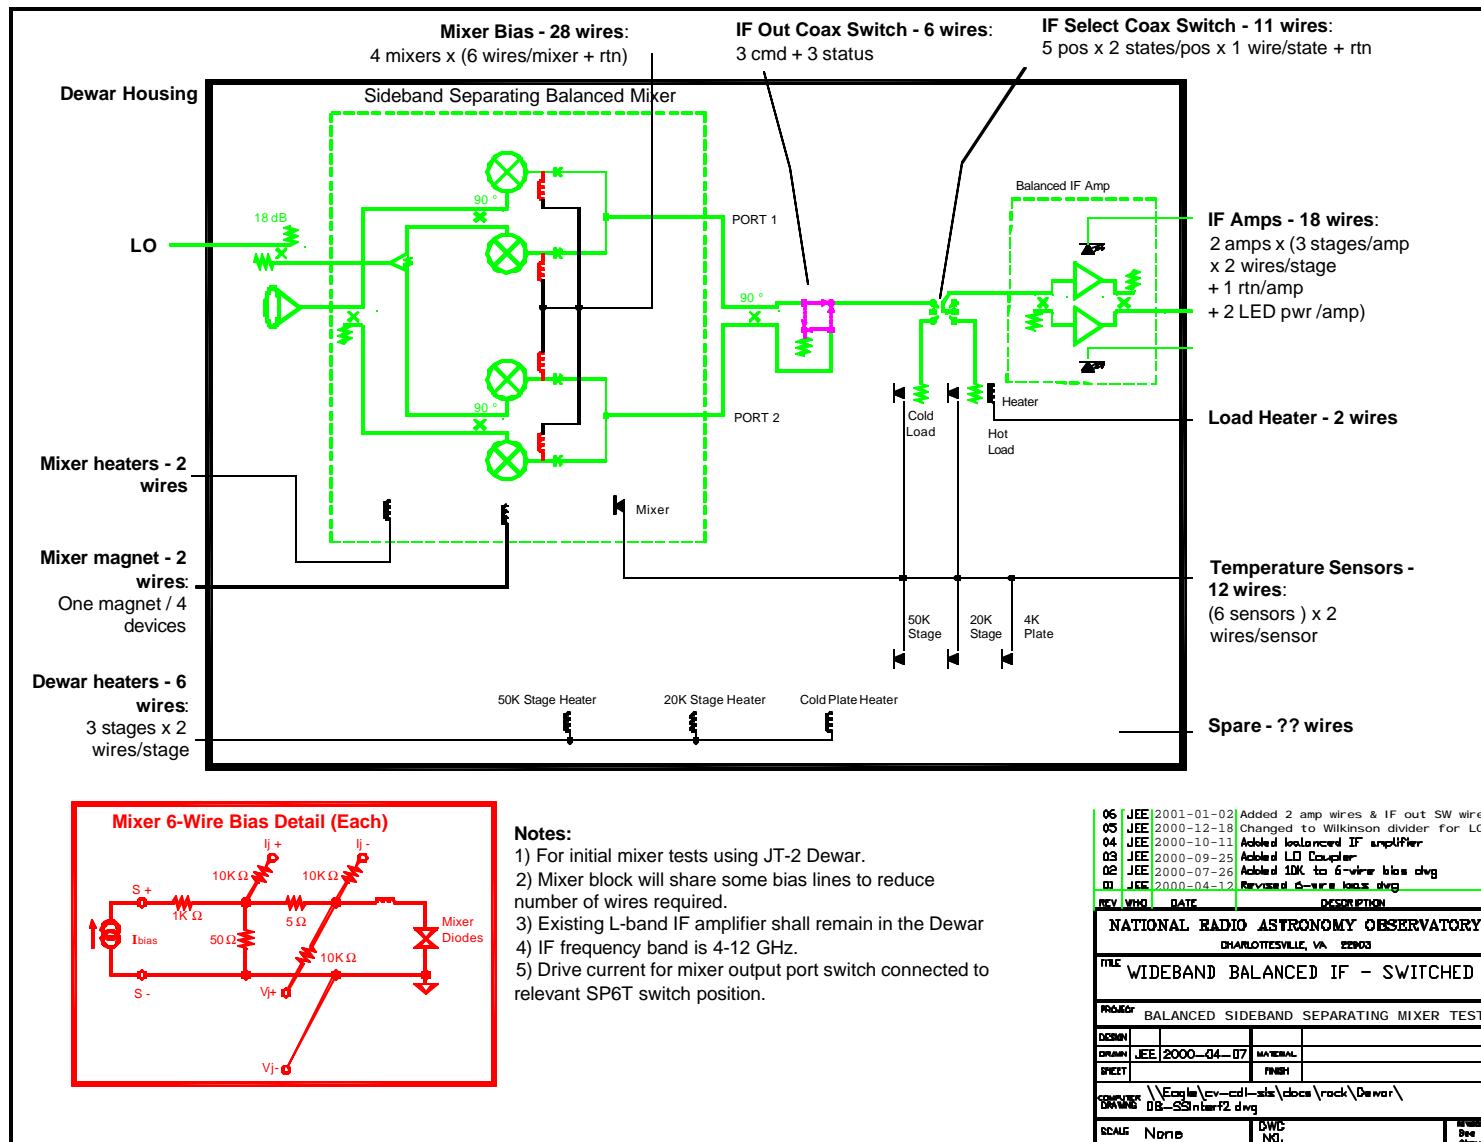 Mixer Bias - 28 wires:
4 mixers x (6 wires/mixer + rtn)
IF Out Coax Switch - 6 wires:
3 cmd + 3 status
IF Select Coax Switch - 11 wires:
5 pos x 2 states/pos x 1 wire/state + rtn
Dewar Housing
Sideband Separating Balanced Mixer
90 °
18 dB
LO
PORT 1
90 °
90 °
PORT 2
Balanced IF Amp
IF Amps - 18 wires:
2 amps x (3 stages/amp
x 2 wires/stage
+ 1 rtn/amp
+ 2 LED pwr /amp)
Cold
Load
Heater
Hot
Load
Load Heater - 2 wires
Mixer heaters - 2
wires
Mixer
Mixer magnet - 2
wires:
One magnet / 4
devices
Temperature Sensors -
12 wires:
(6 sensors ) x 2
wires/sensor
50K
Stage
20K
Stage
4K
Plate
Dewar heaters - 6
wires:
3 stages x 2
wires/stage
50K Stage Heater
20K Stage Heater
Cold Plate Heater
Spare - ?? wires
Mixer 6-Wire Bias Detail (Each)
Ij +
Ij -
10K Ω
10K Ω
S +
1K Ω
5 Ω
Ibias
50 Ω
Mixer
Diodes
10K Ω
S -
Vj+
Vj-
Notes:
1) For initial mixer tests using JT-2 Dewar.
2) Mixer block will share some bias lines to reduce
number of wires required.
3) Existing L-band IF amplifier shall remain in the Dewar
4) IF frequency band is 4-12 GHz.
5) Drive current for mixer output port switch connected to
relevant SP6T switch position.
06 JEE 2001-01-02 Added 2 amp wires & IF out SW wire
05 JEE 2000-12-18 Changed to Wilkinson divider for LO
04 JEE 2000-10-11 Added balanced IF amplifier
03 JEE 2000-09-25 Added LO Coupler
02 JEE 2000-07-26 Added 10K to 6-wire bias dwg
01 JEE 2000-04-12 Revised 6-wire bias dwg
REV WHO DATE DESCRIPTION
NATIONAL RADIO ASTRONOMY OBSERVATORY
CHARLOTTESVILLE, VA 22903
TITLE WIDEBAND BALANCED IF - SWITCHED
PROJECT BALANCED SIDEBAND SEPARATING MIXER TEST
DESIGN
DRAWN JEE 2000-04-07 MATERIAL
SHEET FINISH
COMPUTER DRAWING \\Eagle\cv-cdl-sis\docs\rack\Dewar\
DB-SSInterf2.dwg
SCALE None DWG NO.